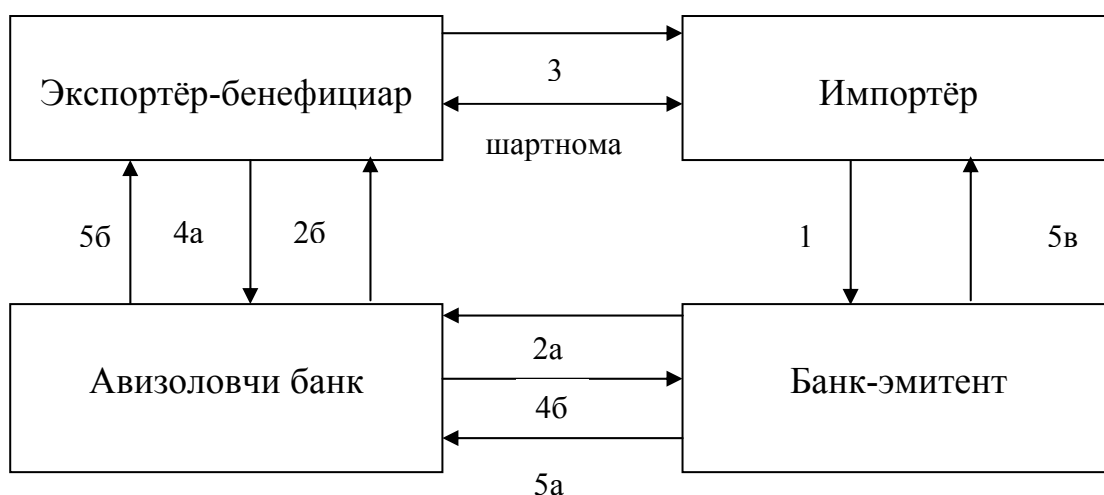 Экспортёр-бенефициар
3
Импортёр
шартнома
5б
4а
2б
1
5в
Авизоловчи банк
2а
Банк-эмитент
4б
5а